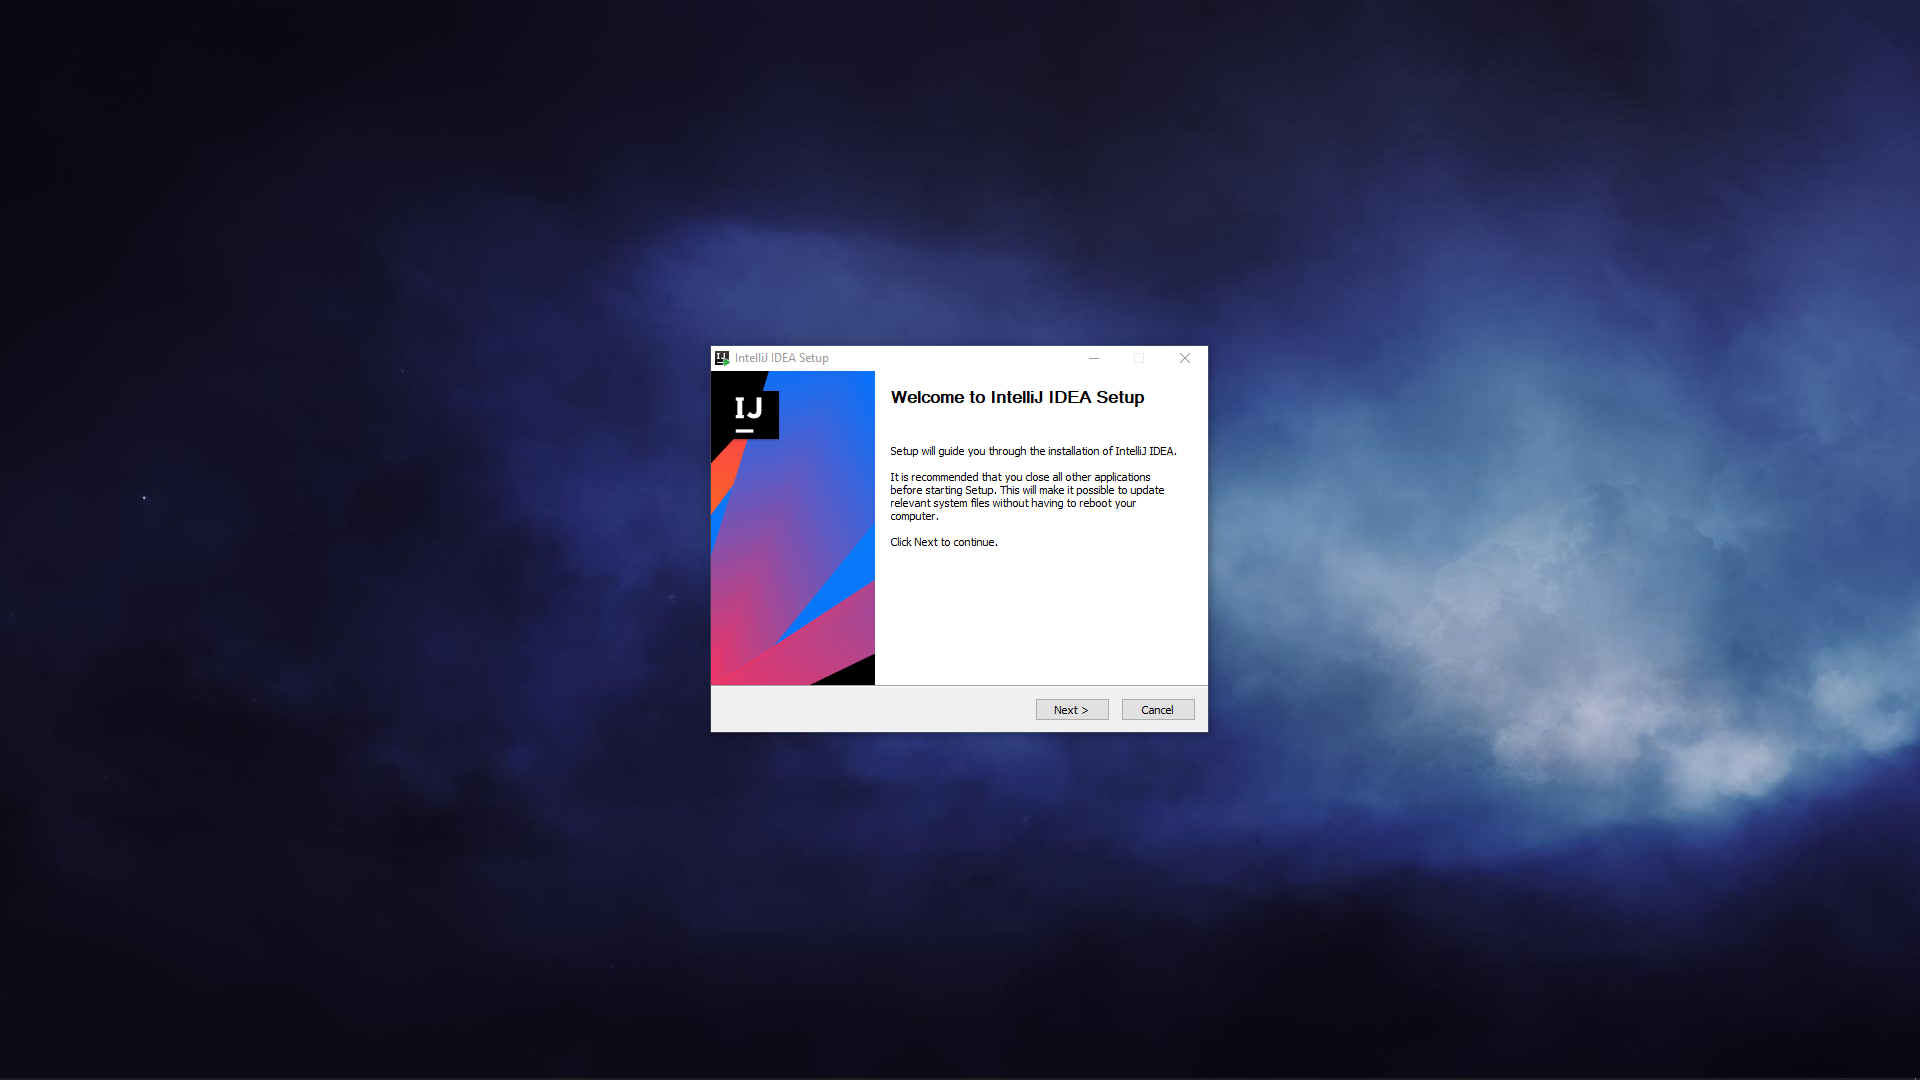 IntelliJ IDEA Setup
IJ
Welcome to IntelliJ IDEA Setup
Setup will guide you through the installation of IntelliJ IDEA.
It is recommended that you close all other applications
before starting Setup. This will make it possible to update
relevant system files without having to reboot your
computer.
Click Next to continue.
Next >
Cancel